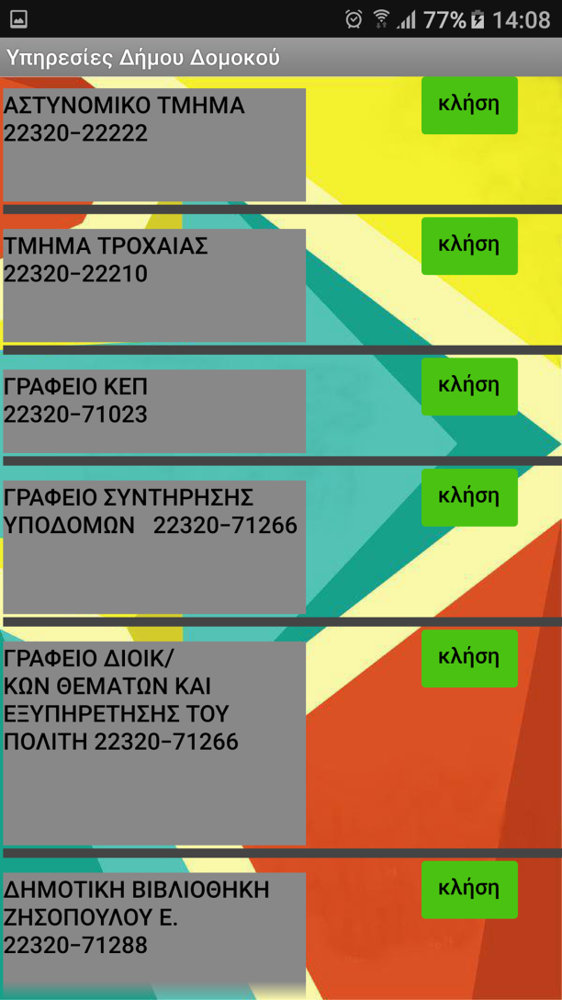 77% 14:08
Υπηρεσίες Δήμου Δομοκού
ΑΣΤΥΝΟΜΙΚΟ ΤΜΗΜΑ
22320-22222
κλήση
ΤΜΗΜΑ ΤΡΟΧΑΙΑΣ
22320-22210
κλήση
ΓΡΑΦΕΙΟ ΚΕΠ
22320-71023
κλήση
ΓΡΑΦΕΙΟ ΣΥΝΤΗΡΗΣΗΣ
ΥΠΟΔΟΜΩΝ 22320-71266
κλήση
ΓΡΑΦΕΙΟ ΔΙΟΙΚ/
ΚΩΝ ΘΕΜΑΤΩΝ ΚΑΙ
ΕΞΥΠΗΡΕΤΗΣΗΣ ΤΟΥ
ΠΟΛΙΤΗ 22320-71266
κλήση
ΔΗΜΟΤΙΚΗ ΒΙΒΛΙΟΘΗΚΗ
ΖΗΣΟΠΟΥΛΟΥ Ε.
22320-71288
κλήση